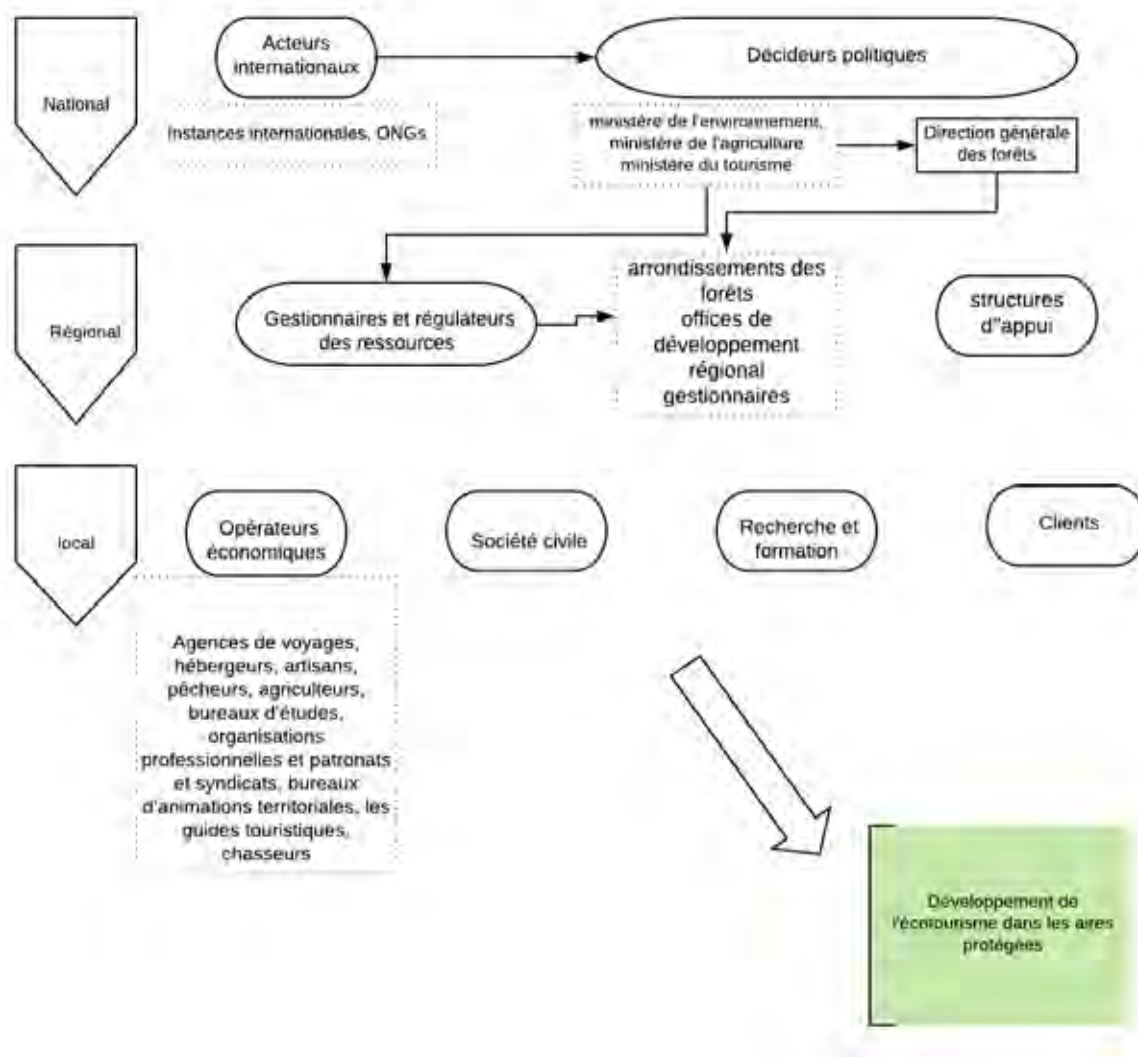 National
Acteurs
internationaux
Décideurs politiques
Instances internationales, ONGs
ministère de l'environnement,
ministère de l'agriculture
ministère du tourisme
Direction générale
des forêts
Régional
Gestionnaires et régulateurs
des ressources
arrondissements des
forêts
offices de
développement
régional
gestionnaires
structures
d"appui
local
Opérateurs
économiques
Société civile
Recherche et
formation
Clients
Agences de voyages,
hébergeurs, artisans,
pêcheurs, agriculteurs,
bureaux d'études,
organisations
professionnelles et patronats
et syndicats, bureaux
d'animations territoriales, les
guides touristiques,
chasseurs
Développement de
l'écotourisme dans les aires
protégées